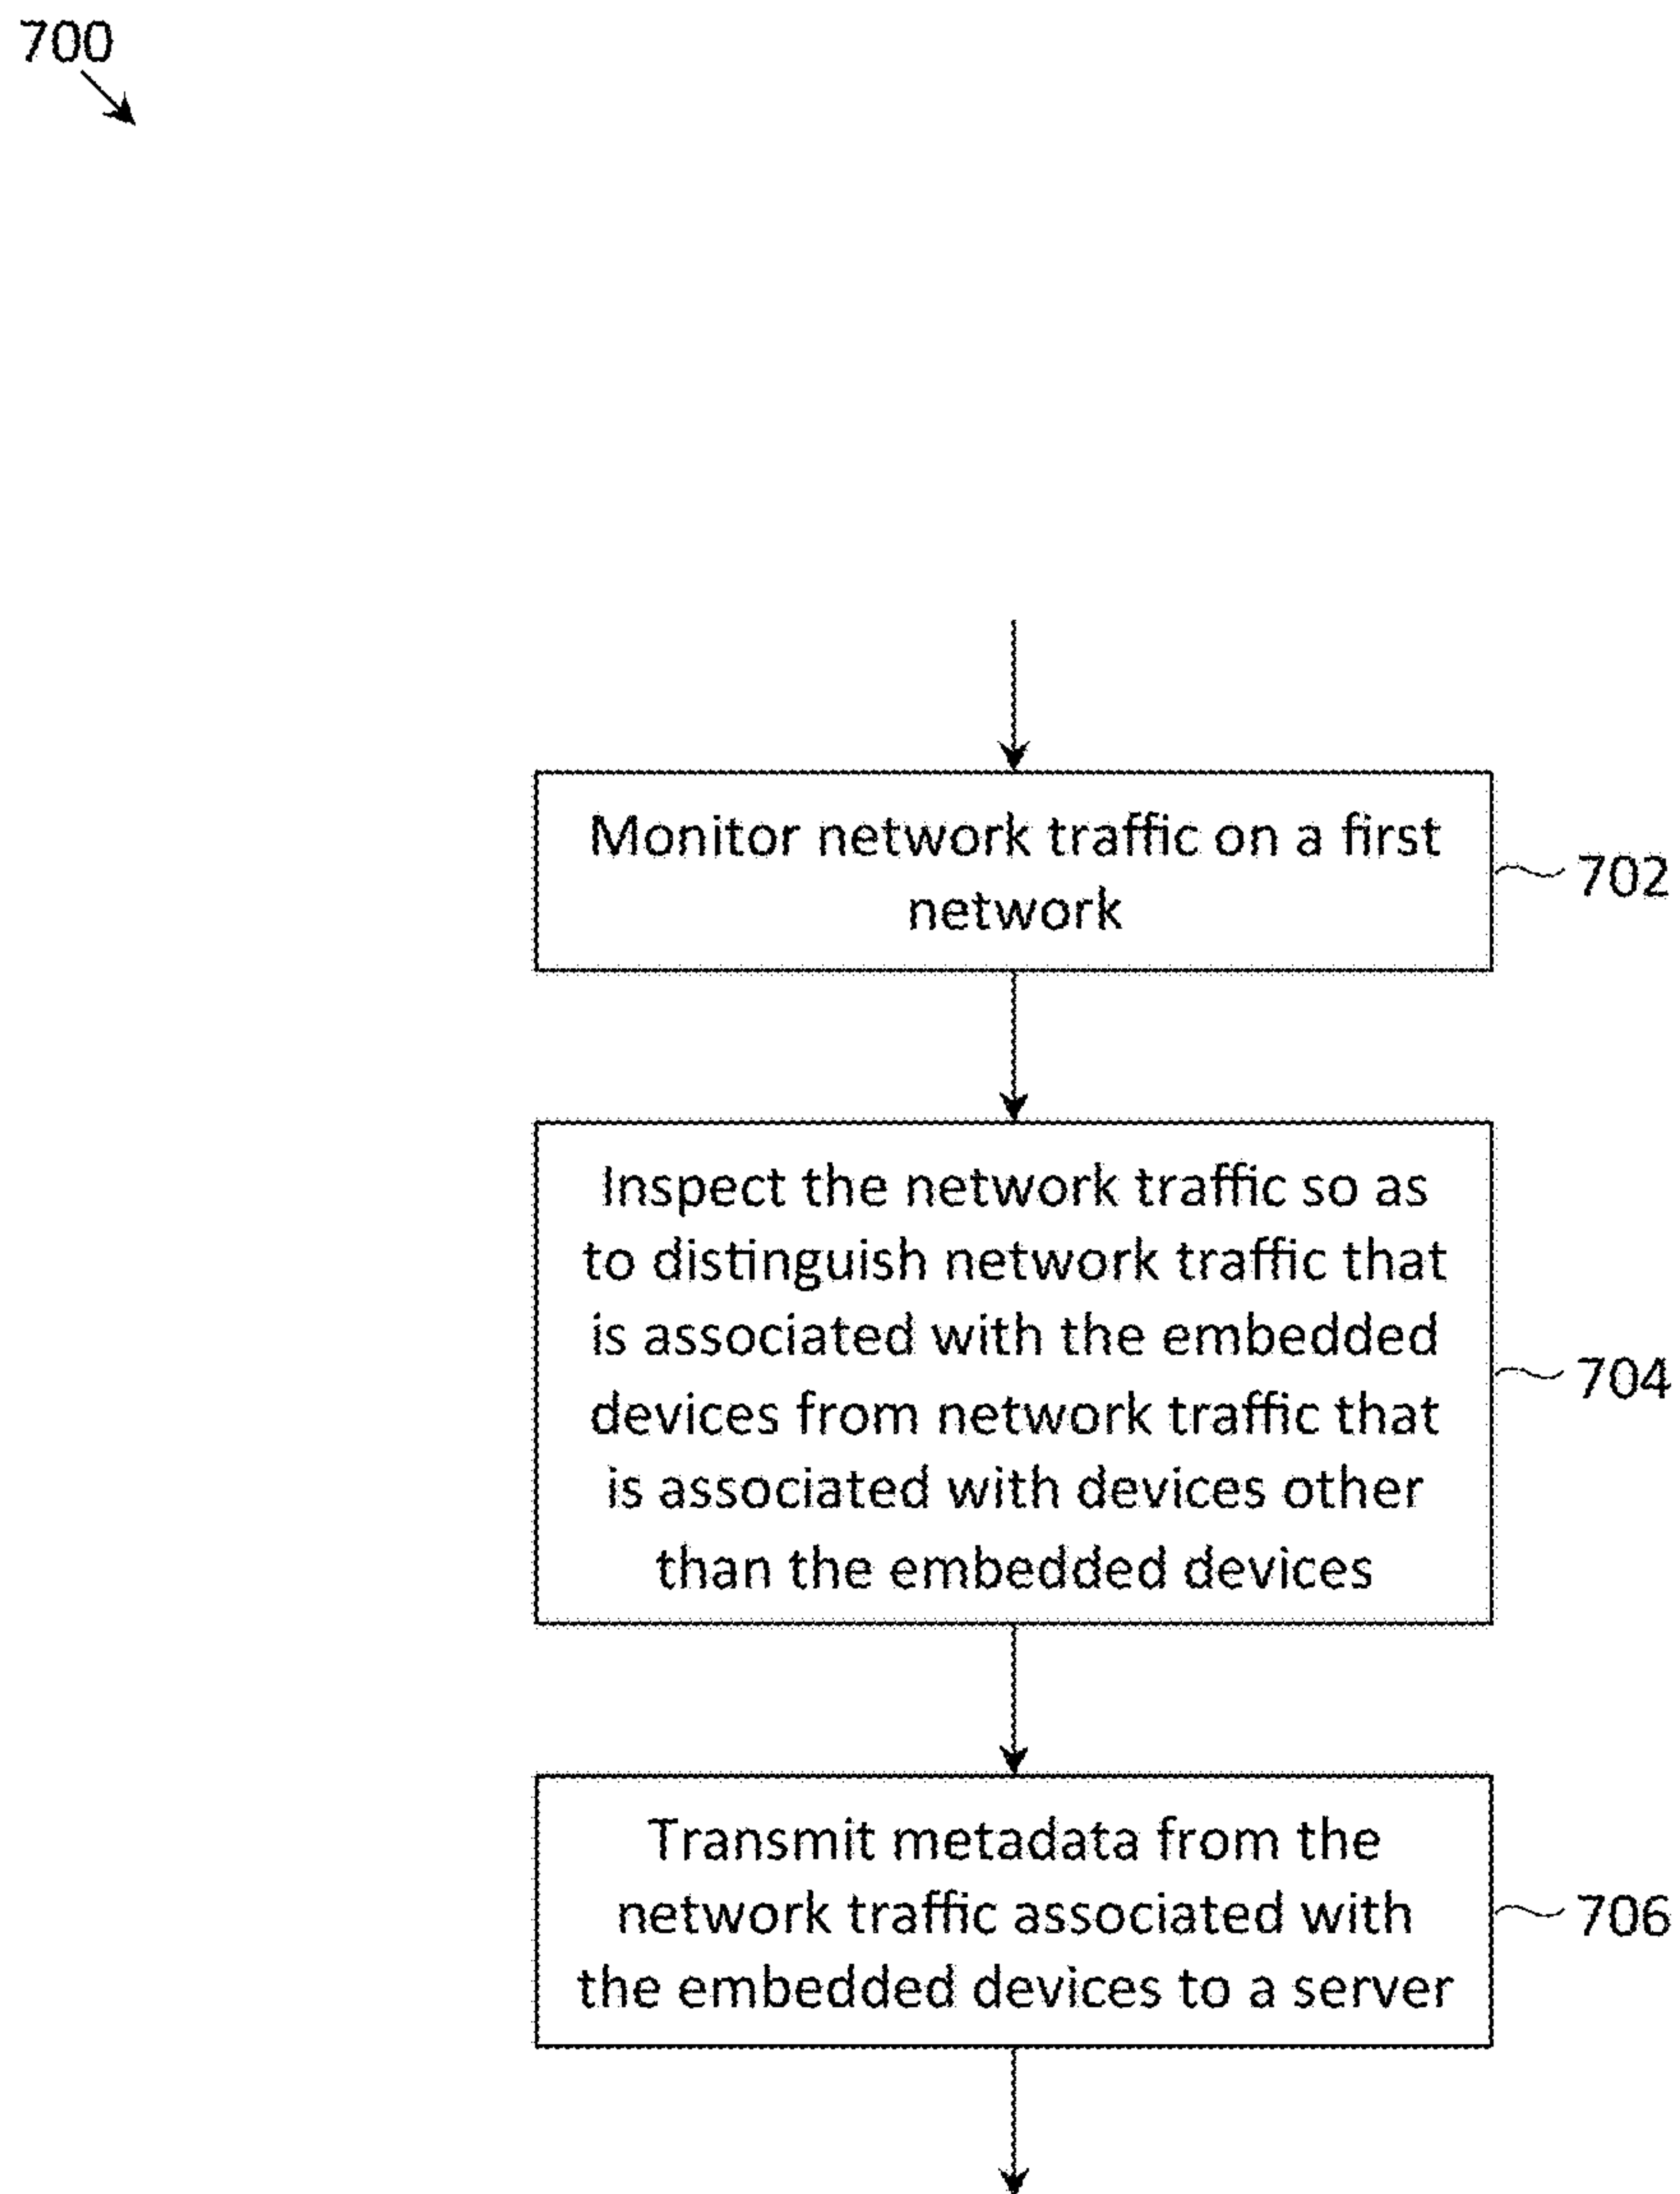 700
Monitor network traffic on a first
network
702
Inspect the network traffic so as
to distinguish network traffic that
is associated with the embedded
devices from network traffic that
is associated with devices other
than the embedded devices
704
Transmit metadata from the
network traffic associated with
the embedded devices to a server
706